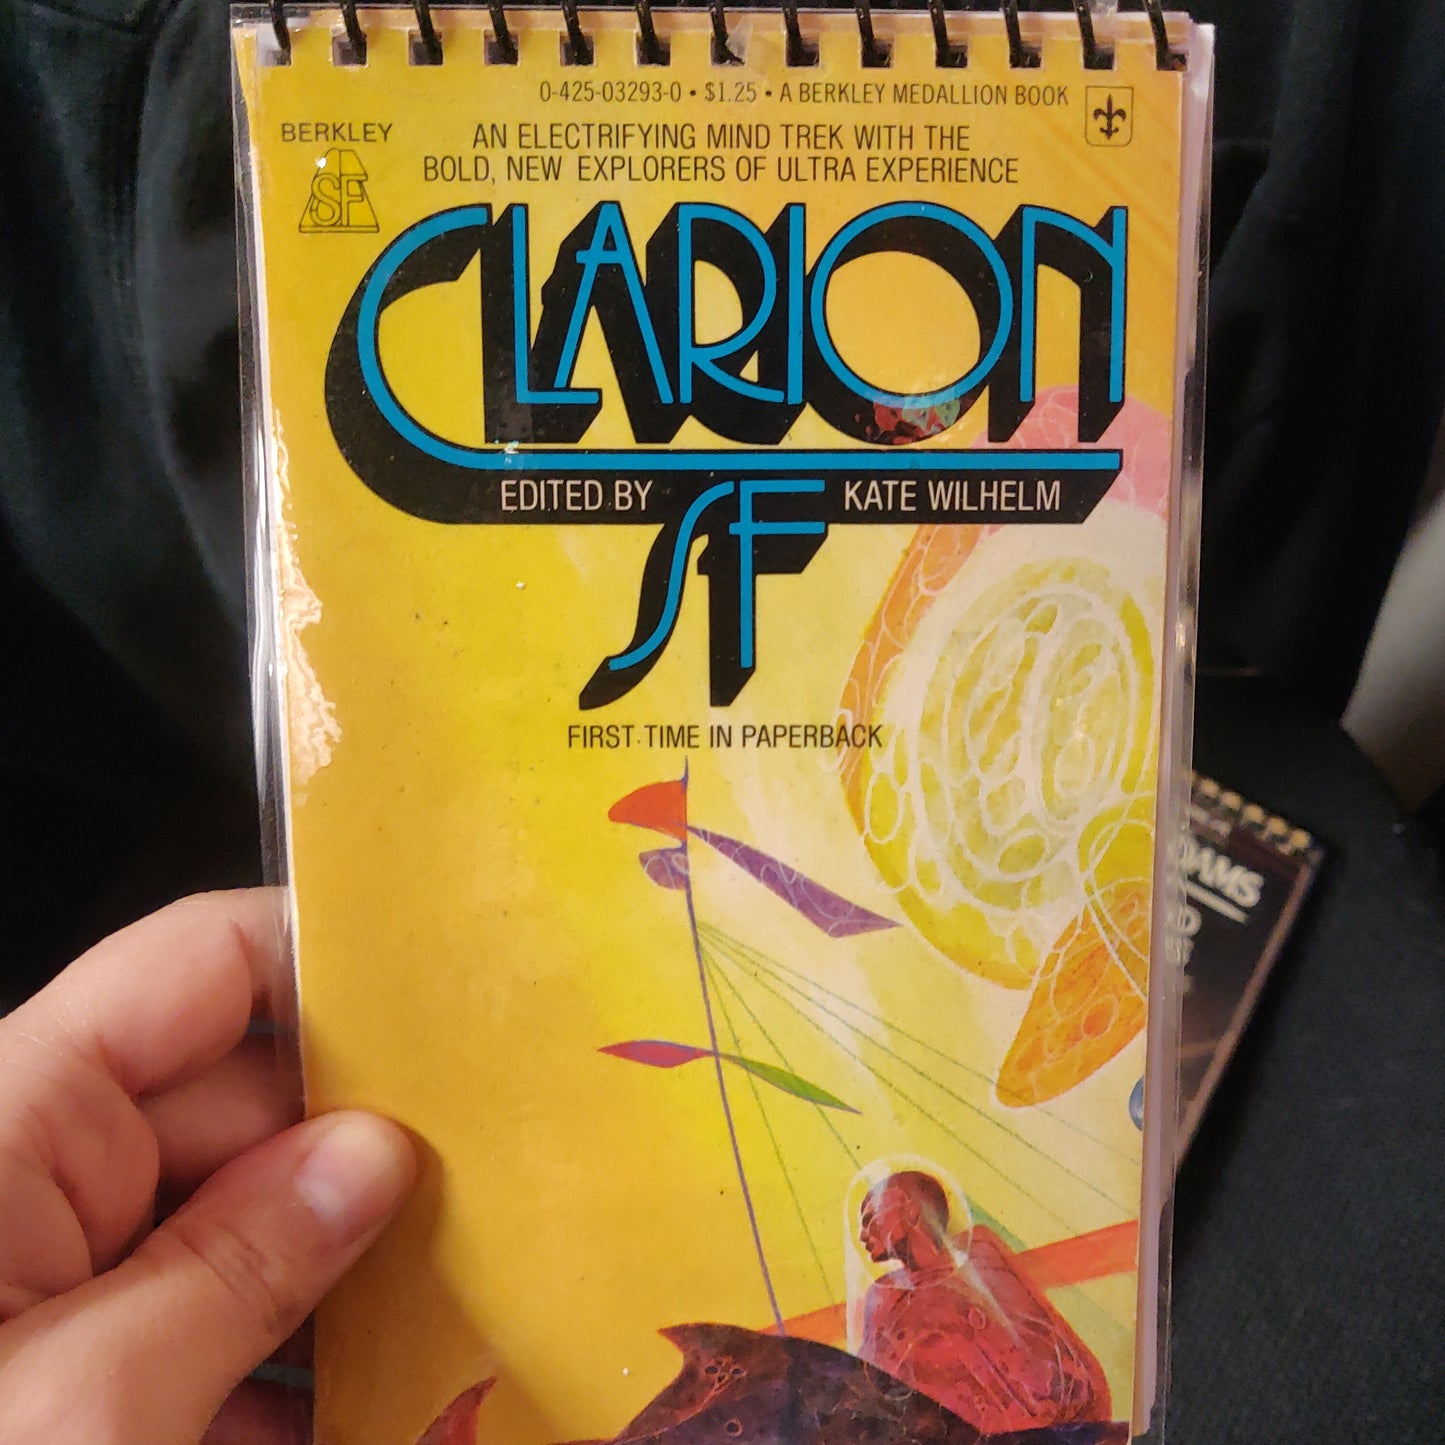 0-425-03293-0 • $1.25 • A BERKLEY MEDALLION BOOK
BERKLEY
SF
AN ELECTRIFYING MIND TREK WITH THE
BOLD, NEW EXPLORERS OF ULTRA EXPERIENCE
CLARION
EDITED BY KATE WILHELM
SF
FIRST TIME IN PAPERBACK